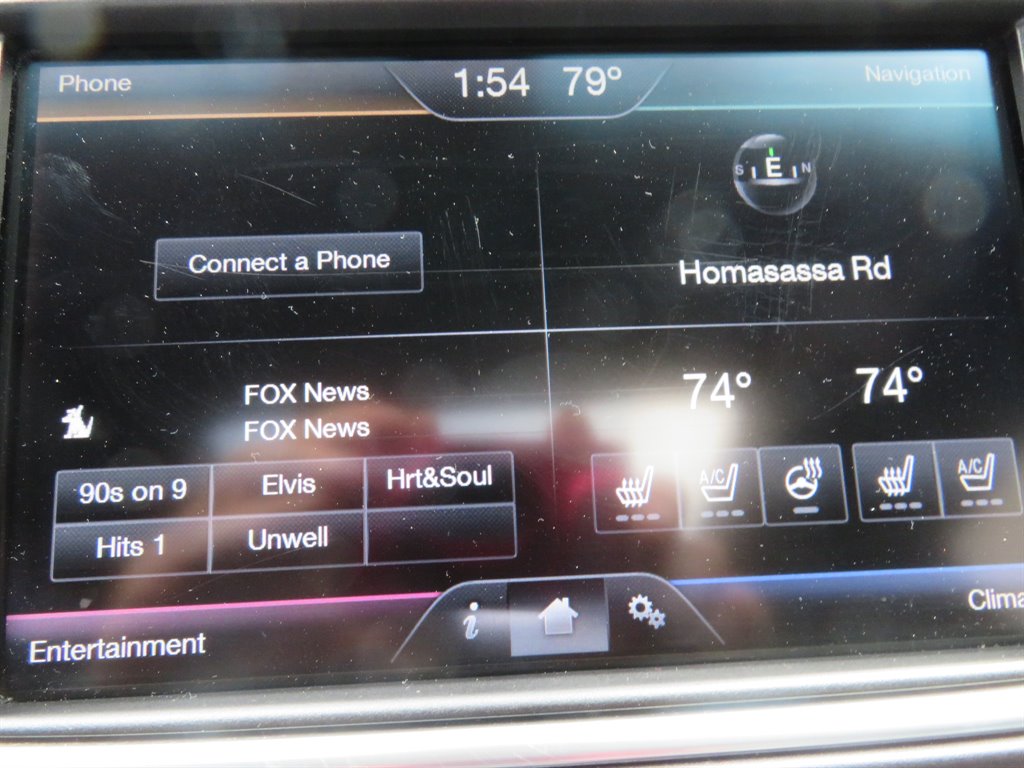 Phone
1:54 79°
Navigation
S E N
Connect a Phone
Homasassa Rd
FOX News
FOX News
74° 74°
90s on 9 Elvis Hrt&Soul
Hits 1 Unwell
A/C A/C
i
Entertainment
Clima